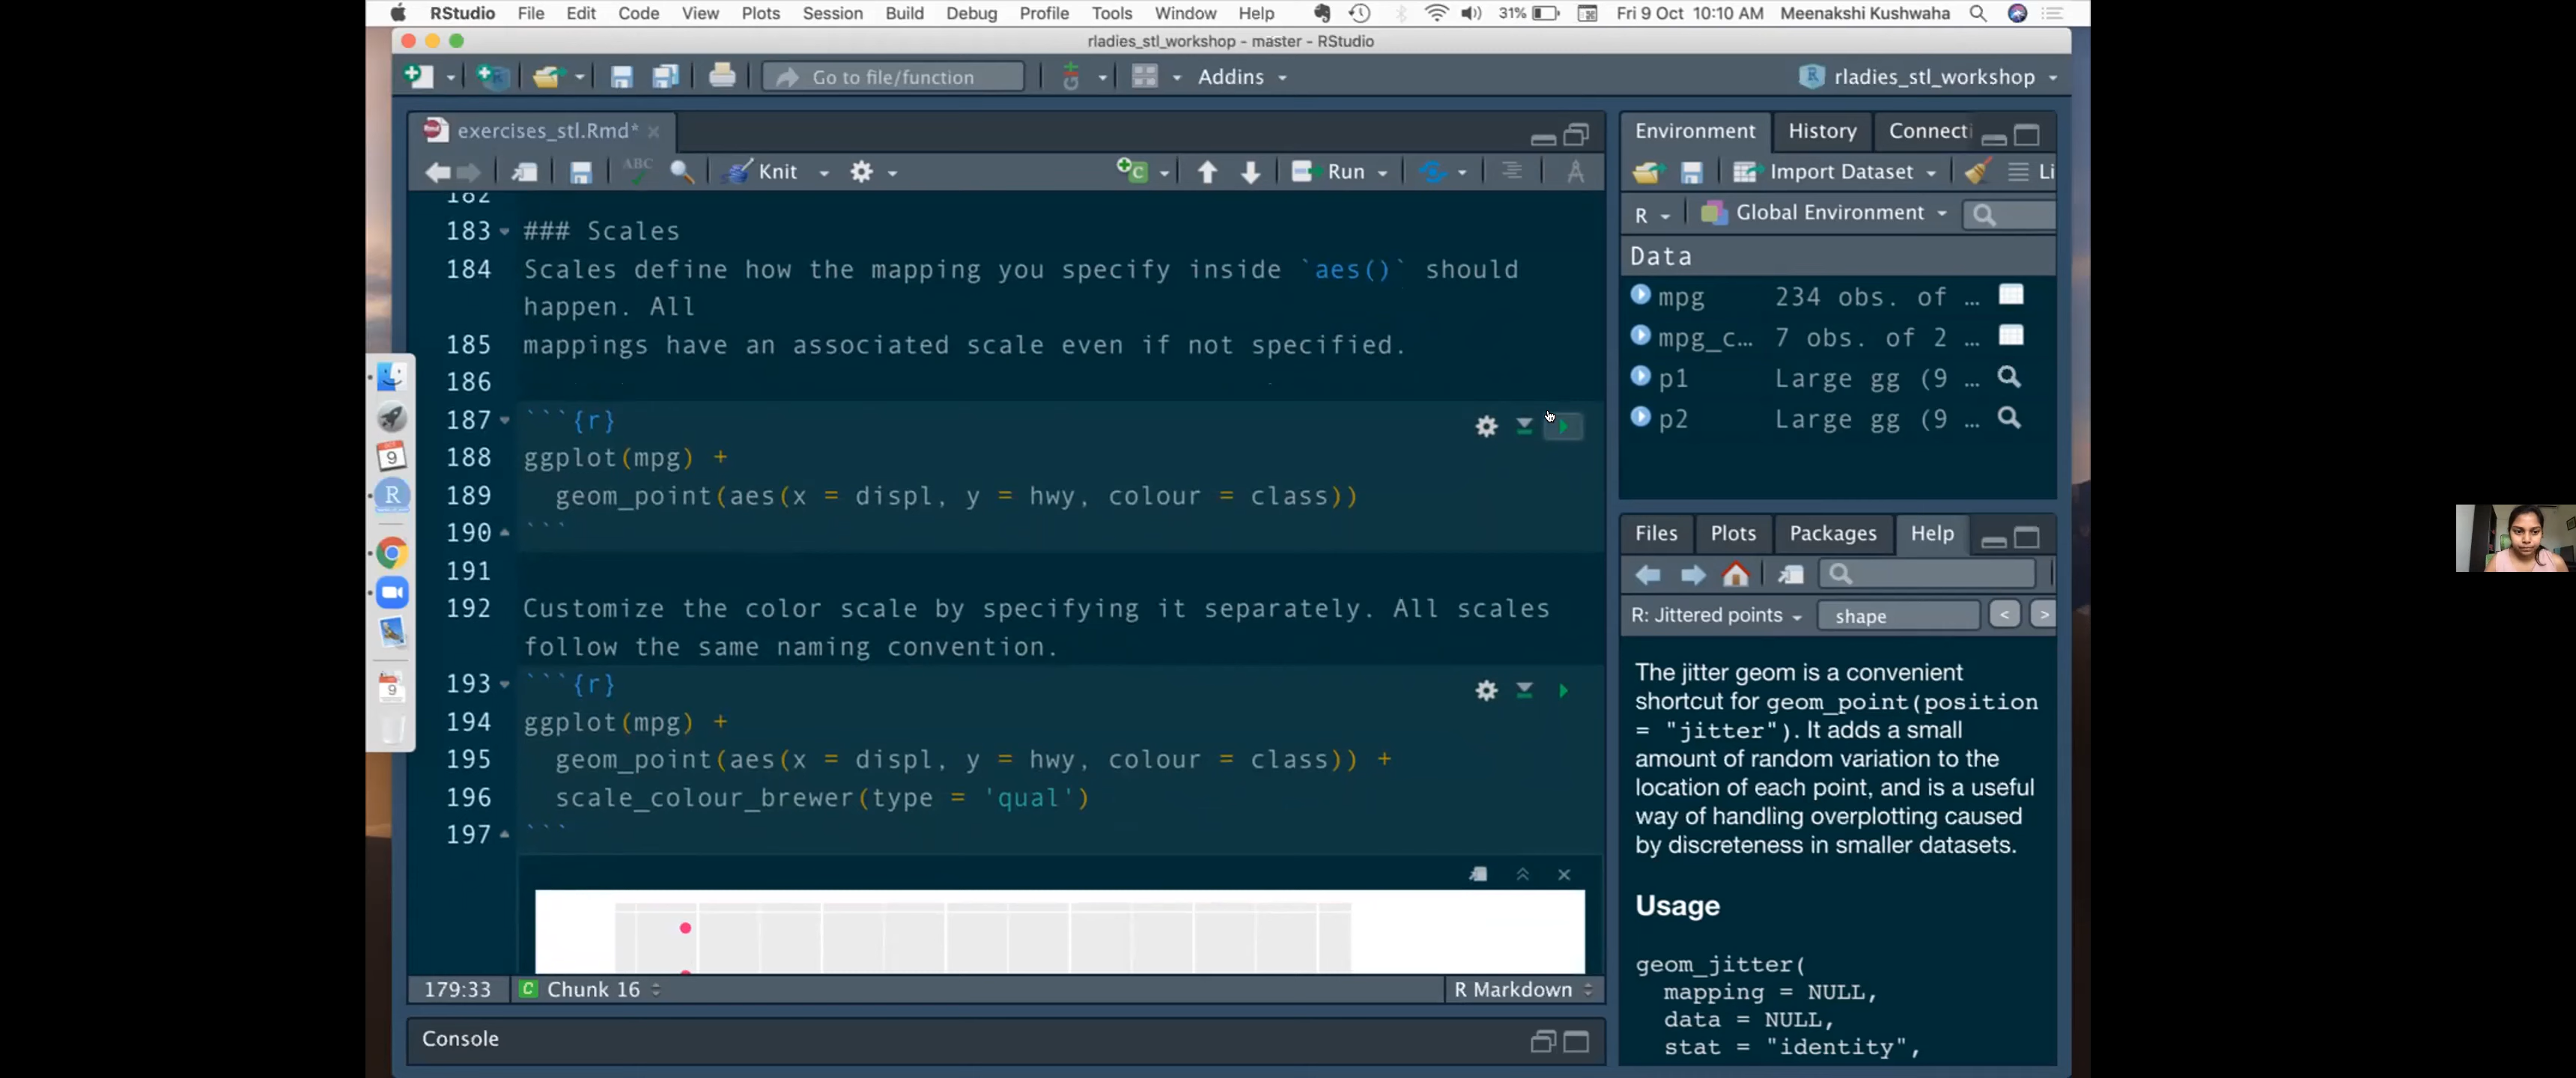 RStudio File Edit Code View Plots Session Build Debug Profile Tools Window Help 31% Fri 9 Oct 10:10 AM Meenakshi Kushwaha
rladies_stl_workshop - master - RStudio
Go to file/function Addins rladies_stl_workshop
exercises_stl.Rmd*
ABC Knit Run
182
183 ### Scales
184 Scales define how the mapping you specify inside `aes()` should
happen. All
185 mappings have an associated scale even if not specified.
186
187 ```{r}
188 ggplot(mpg) +
189 geom_point(aes(x = displ, y = hwy, colour = class))
190 ```
191
192 Customize the color scale by specifying it separately. All scales
follow the same naming convention.
193 ```{r}
194 ggplot(mpg) +
195 geom_point(aes(x = displ, y = hwy, colour = class)) +
196 scale_colour_brewer(type = 'qual')
197 ```
179:33 C Chunk 16 R Markdown
Console
Environment History Connecti
Import Dataset Li
R Global Environment
Data
mpg 234 obs. of …
mpg_c… 7 obs. of 2 …
p1 Large gg (9 …
p2 Large gg (9 …
Files Plots Packages Help
R: Jittered points shape < >
The jitter geom is a convenient
shortcut for geom_point(position
= "jitter"). It adds a small
amount of random variation to the
location of each point, and is a useful
way of handling overplotting caused
by discreteness in smaller datasets.
Usage
geom_jitter(
mapping = NULL,
data = NULL,
stat = "identity",
9
R
9